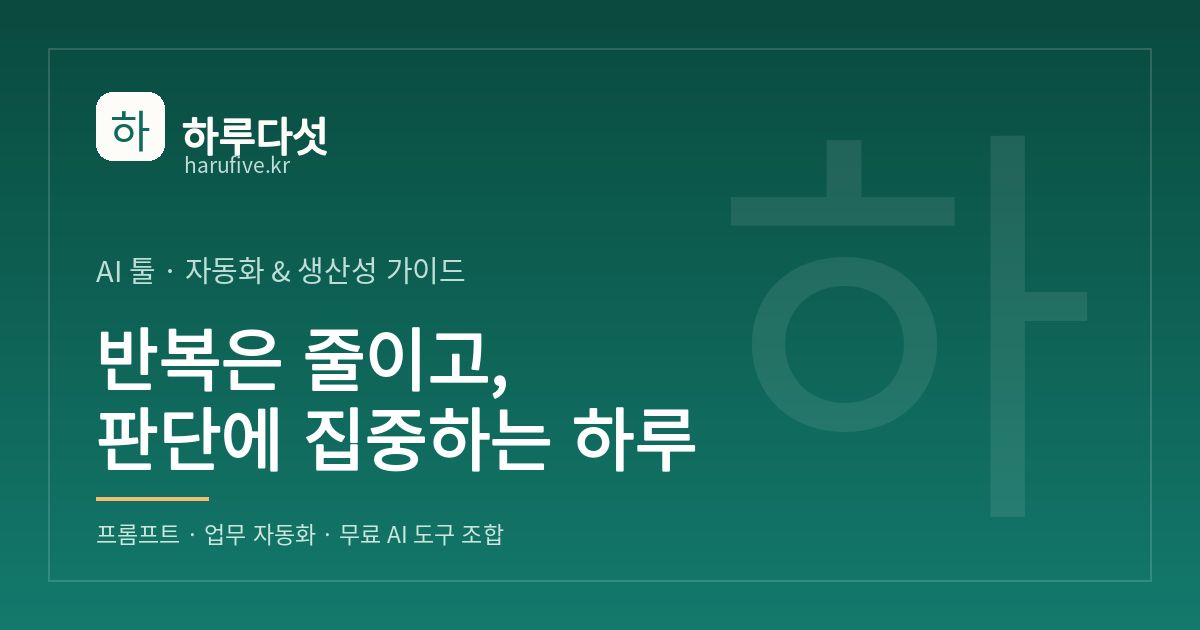 하
하루다섯
harufive.kr
AI 툴 · 자동화 & 생산성 가이드
반복은 줄이고,
판단에 집중하는 하루
프롬프트 · 업무 자동화 · 무료 AI 도구 조합
하